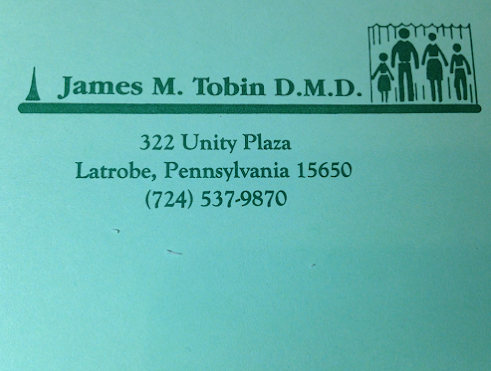 James M. Tobin D.M.D.
322 Unity Plaza
Latrobe, Pennsylvania 15650
(724) 537-9870